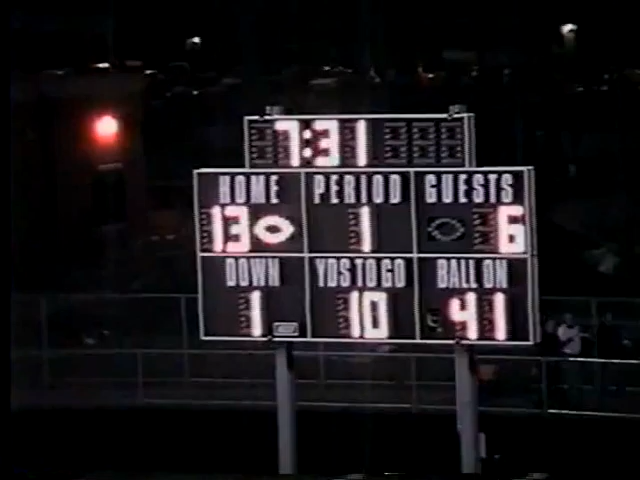 7:31
HOME PERIOD GUESTS
13 1 6
DOWN YDS TO GO BALL ON
1 10 41